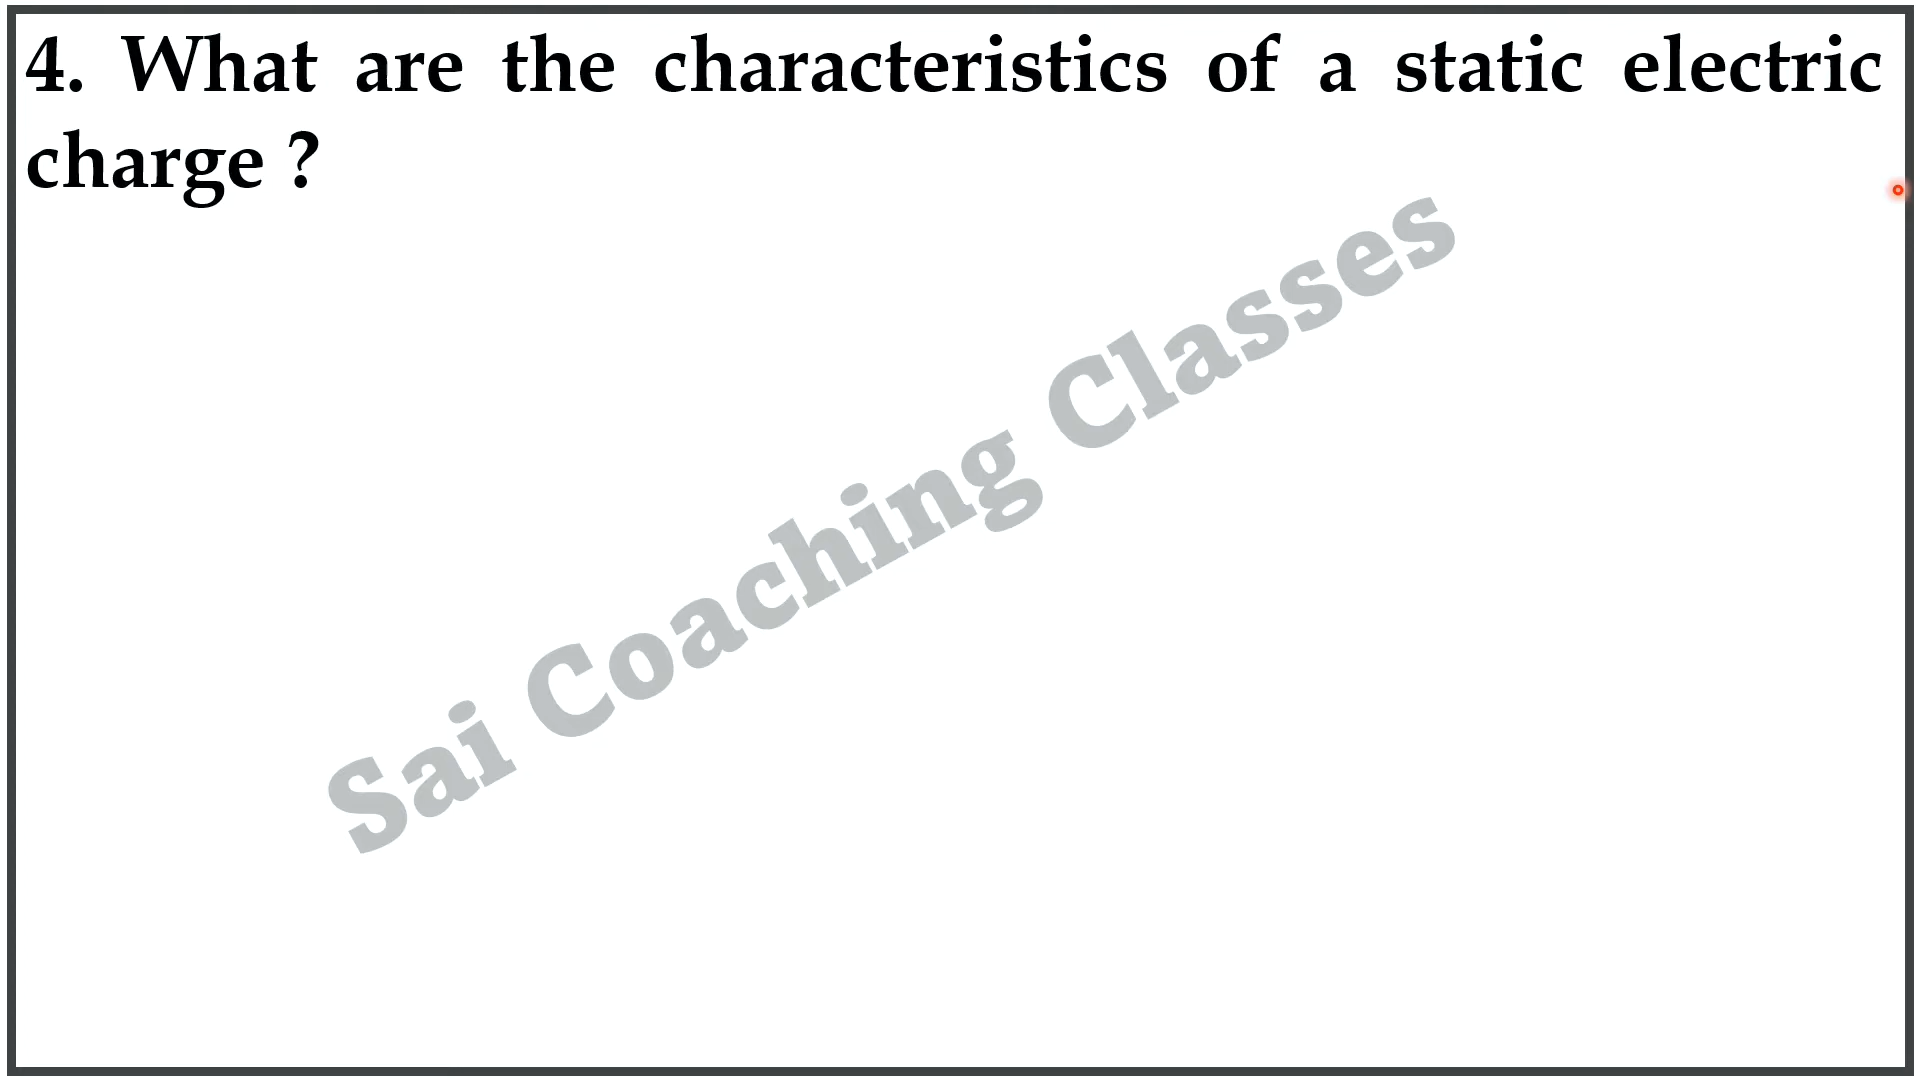 4. What are the characteristics of a static electric
charge ?
Sai Coaching Classes